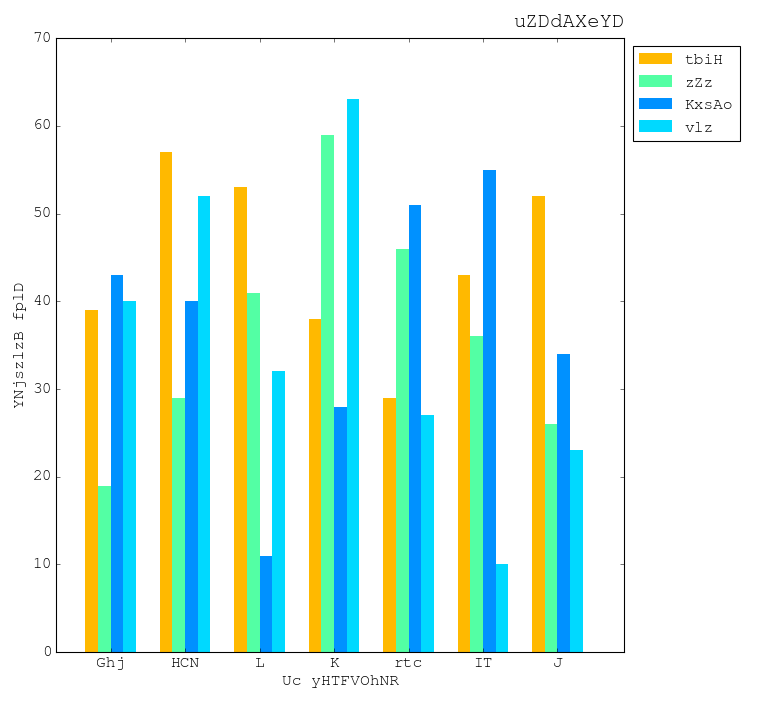 uZDdAXeYD
tbiH
zZz
KxsAo
vlz
70
60
50
40
30
20
10
0
YNjszlzB fplD
Ghj HCN L K rtc IT J
Uc yHTFVOhNR